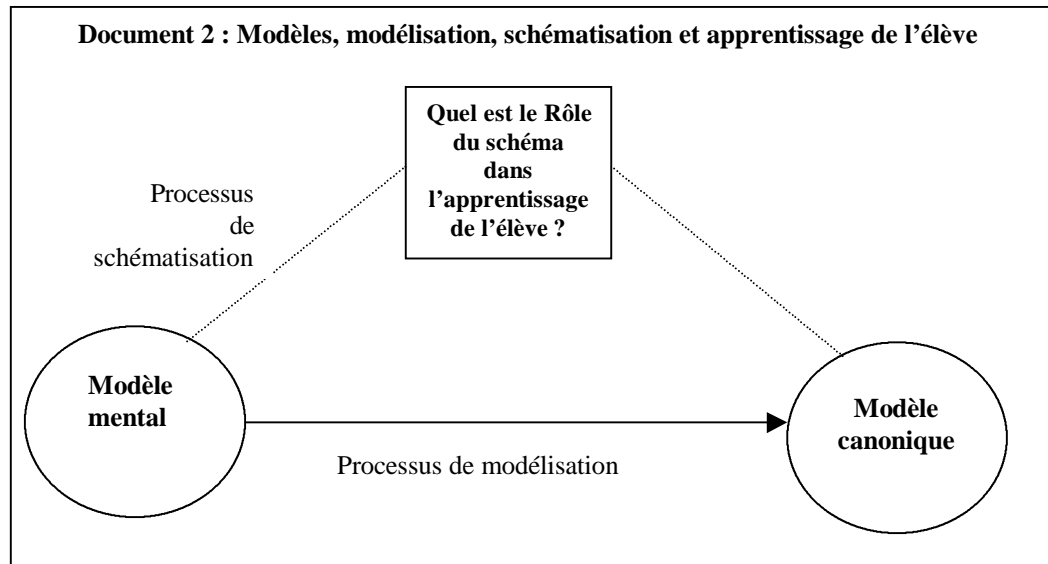 Document 2 : Modèles, modélisation, schématisation et apprentissage de l’élève
Quel est le Rôle
du schéma
dans
l’apprentissage
de l’élève ?
Processus
de
schématisation
Modèle
mental
Modèle
canonique
Processus de modélisation